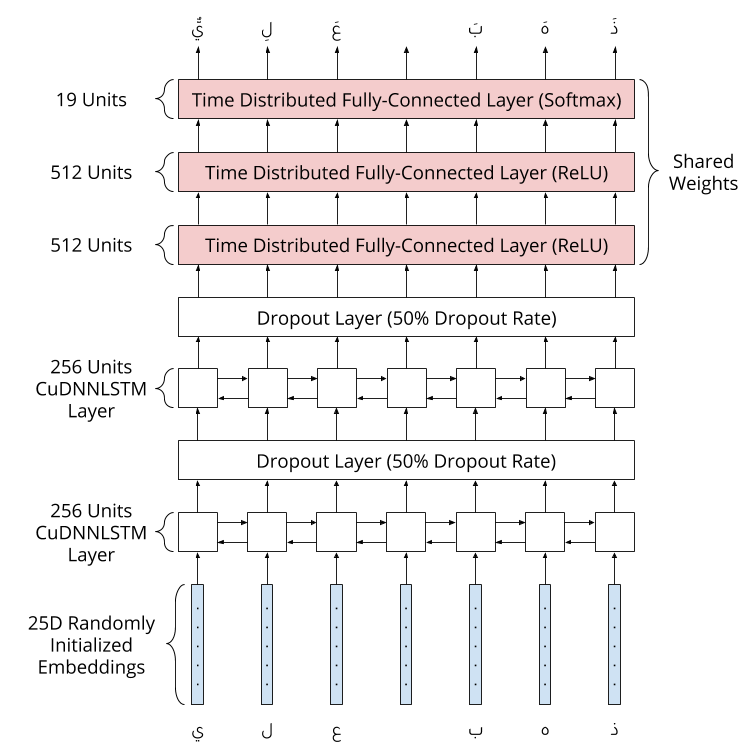 يٌّ لِ عَ بَ هَ ذَ
19 Units
Time Distributed Fully-Connected Layer (Softmax)
512 Units
Time Distributed Fully-Connected Layer (ReLU)
Shared
Weights
512 Units
Time Distributed Fully-Connected Layer (ReLU)
Dropout Layer (50% Dropout Rate)
256 Units
CuDNNLSTM
Layer
Dropout Layer (50% Dropout Rate)
256 Units
CuDNNLSTM
Layer
25D Randomly
Initialized
Embeddings
ي ل ع ب ه ذ